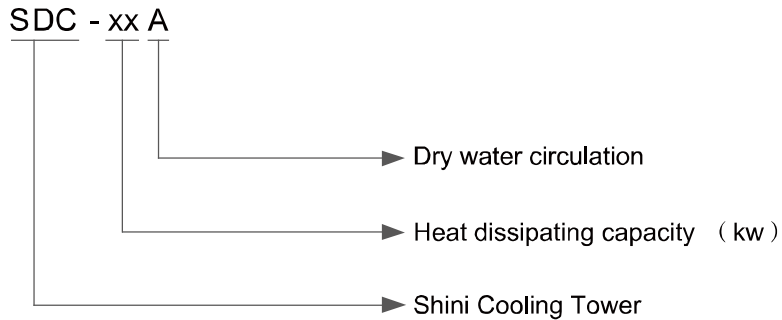 SDC - xx A
Dry water circulation
Heat dissipating capacity （kw）
Shini Cooling Tower